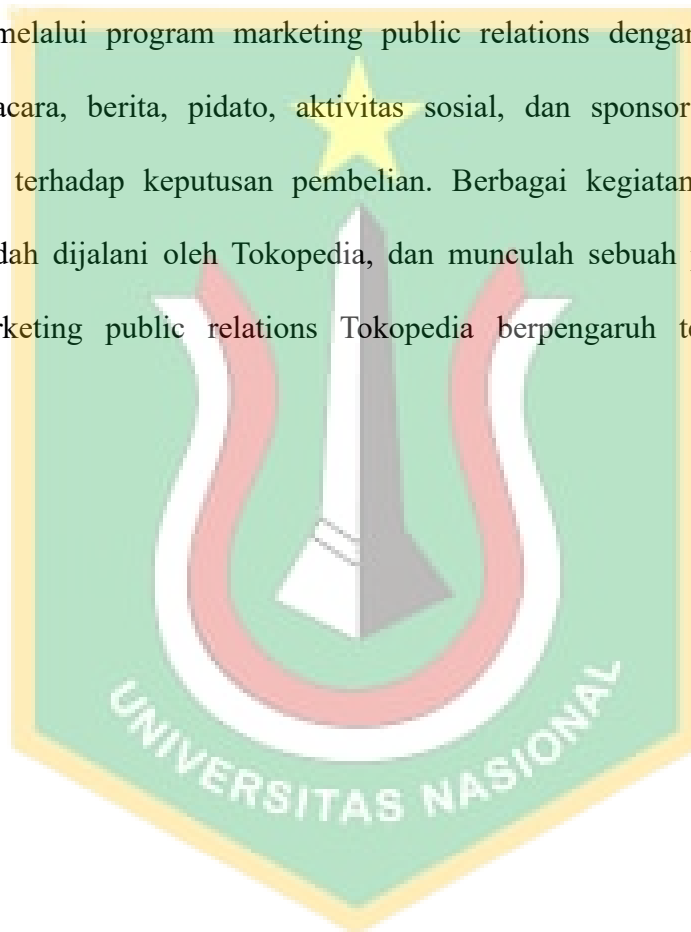 melalui program marketing public relations dengan
acara, berita, pidato, aktivitas sosial, dan sponsor
terhadap keputusan pembelian. Berbagai kegiatan
dah dijalani oleh Tokopedia, dan munculah sebuah
rketing public relations Tokopedia berpengaruh te
UNIVERSITAS NASIONAL